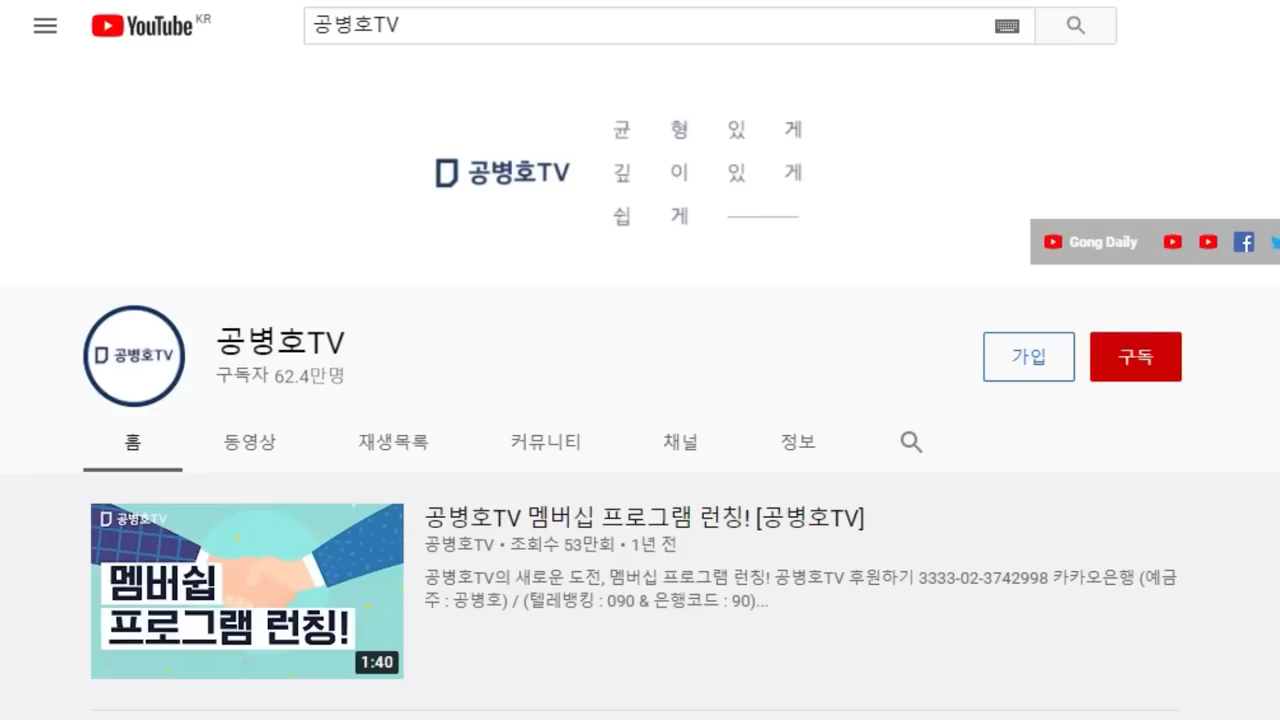 YouTube KR
공병호TV
공병호TV
균 형 있 게
깊 이 있 게
쉽 게
Gong Daily
공병호TV
공병호TV
구독자 62.4만명
가입
구독
홈 동영상 재생목록 커뮤니티 채널 정보
공병호TV
멤버쉽
프로그램 런칭!
1:40
공병호TV 멤버십 프로그램 런칭! [공병호TV]
공병호TV • 조회수 53만회 • 1년 전
공병호TV의 새로운 도전, 멤버십 프로그램 런칭! 공병호TV 후원하기 3333-02-3742998 카카오은행 (예금
주 : 공병호) / (텔레뱅킹 : 090 & 은행코드 : 90)...